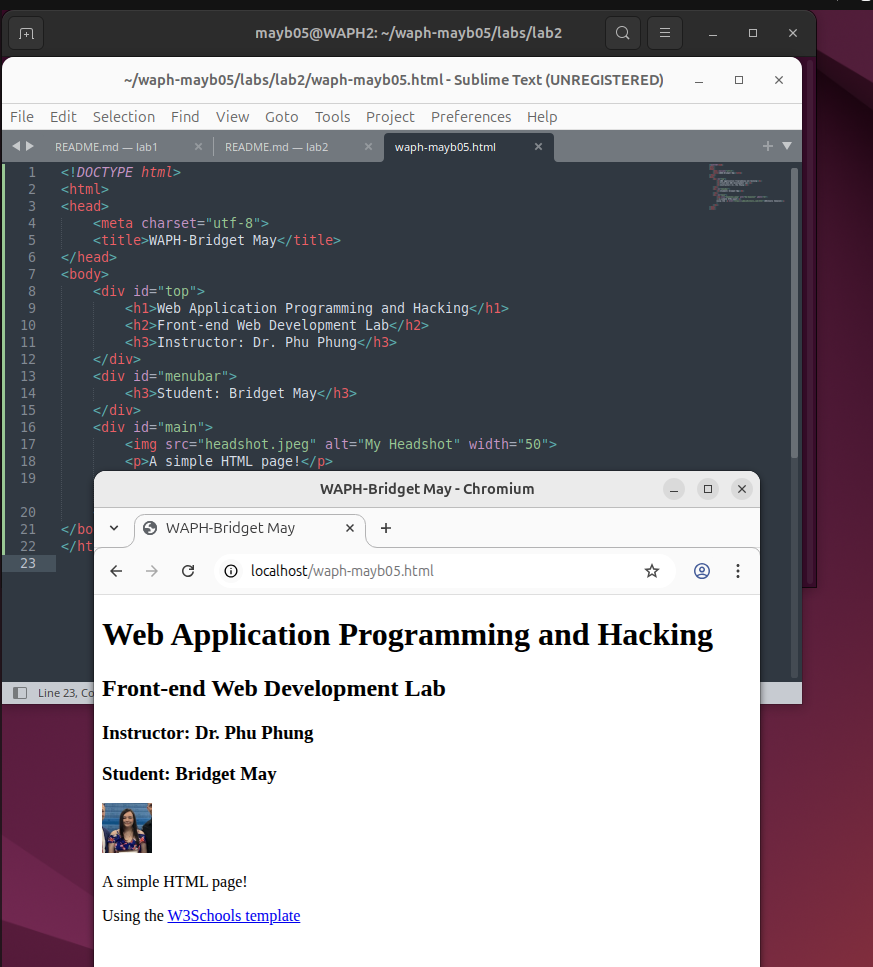 mayb05@WAPH2: ~/waph-mayb05/labs/lab2
~/waph-mayb05/labs/lab2/waph-mayb05.html - Sublime Text (UNREGISTERED)
File Edit Selection Find View Goto Tools Project Preferences Help
README.md — lab1 README.md — lab2 waph-mayb05.html
1 <!DOCTYPE html>
2 <html>
3 <head>
4 <meta charset="utf-8">
5 <title>WAPH-Bridget May</title>
6 </head>
7 <body>
8 <div id="top">
9 <h1>Web Application Programming and Hacking</h1>
10 <h2>Front-end Web Development Lab</h2>
11 <h3>Instructor: Dr. Phu Phung</h3>
12 </div>
13 <div id="menubar">
14 <h3>Student: Bridget May</h3>
15 </div>
16 <div id="main">
17 <img src="headshot.jpeg" alt="My Headshot" width="50">
18 <p>A simple HTML page!</p>
19
20
21 </bo
22 </ht
23
Line 23, Co
WAPH-Bridget May - Chromium
WAPH-Bridget May
localhost/waph-mayb05.html
Web Application Programming and Hacking
Front-end Web Development Lab
Instructor: Dr. Phu Phung
Student: Bridget May
A simple HTML page!
Using the W3Schools template